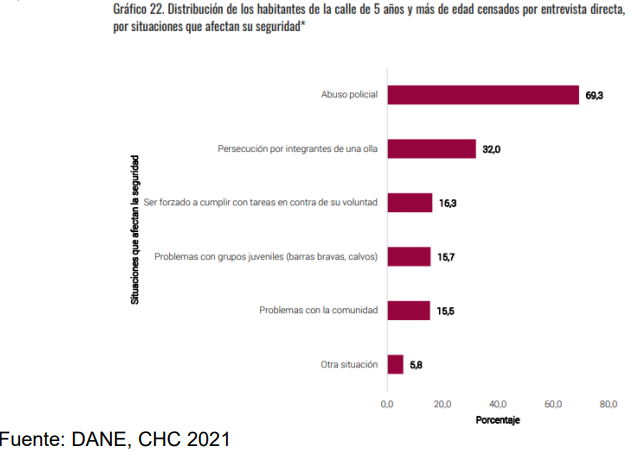 Gráfico 22. Distribución de los habitantes de la calle de 5 años y más de edad censados por entrevista directa,
por situaciones que afectan su seguridad*
Situaciones que afectan la seguridad
Abuso policial
69,3
Persecución por integrantes de una olla
32,0
Ser forzado a cumplir con tareas en contra de su voluntad
16,3
Problemas con grupos juveniles (barras bravas, calvos)
15,7
Problemas con la comunidad
15,5
Otra situación
5,8
0,0 20,0 40,0 60,0 80,0
Porcentaje
Fuente: DANE, CHC 2021